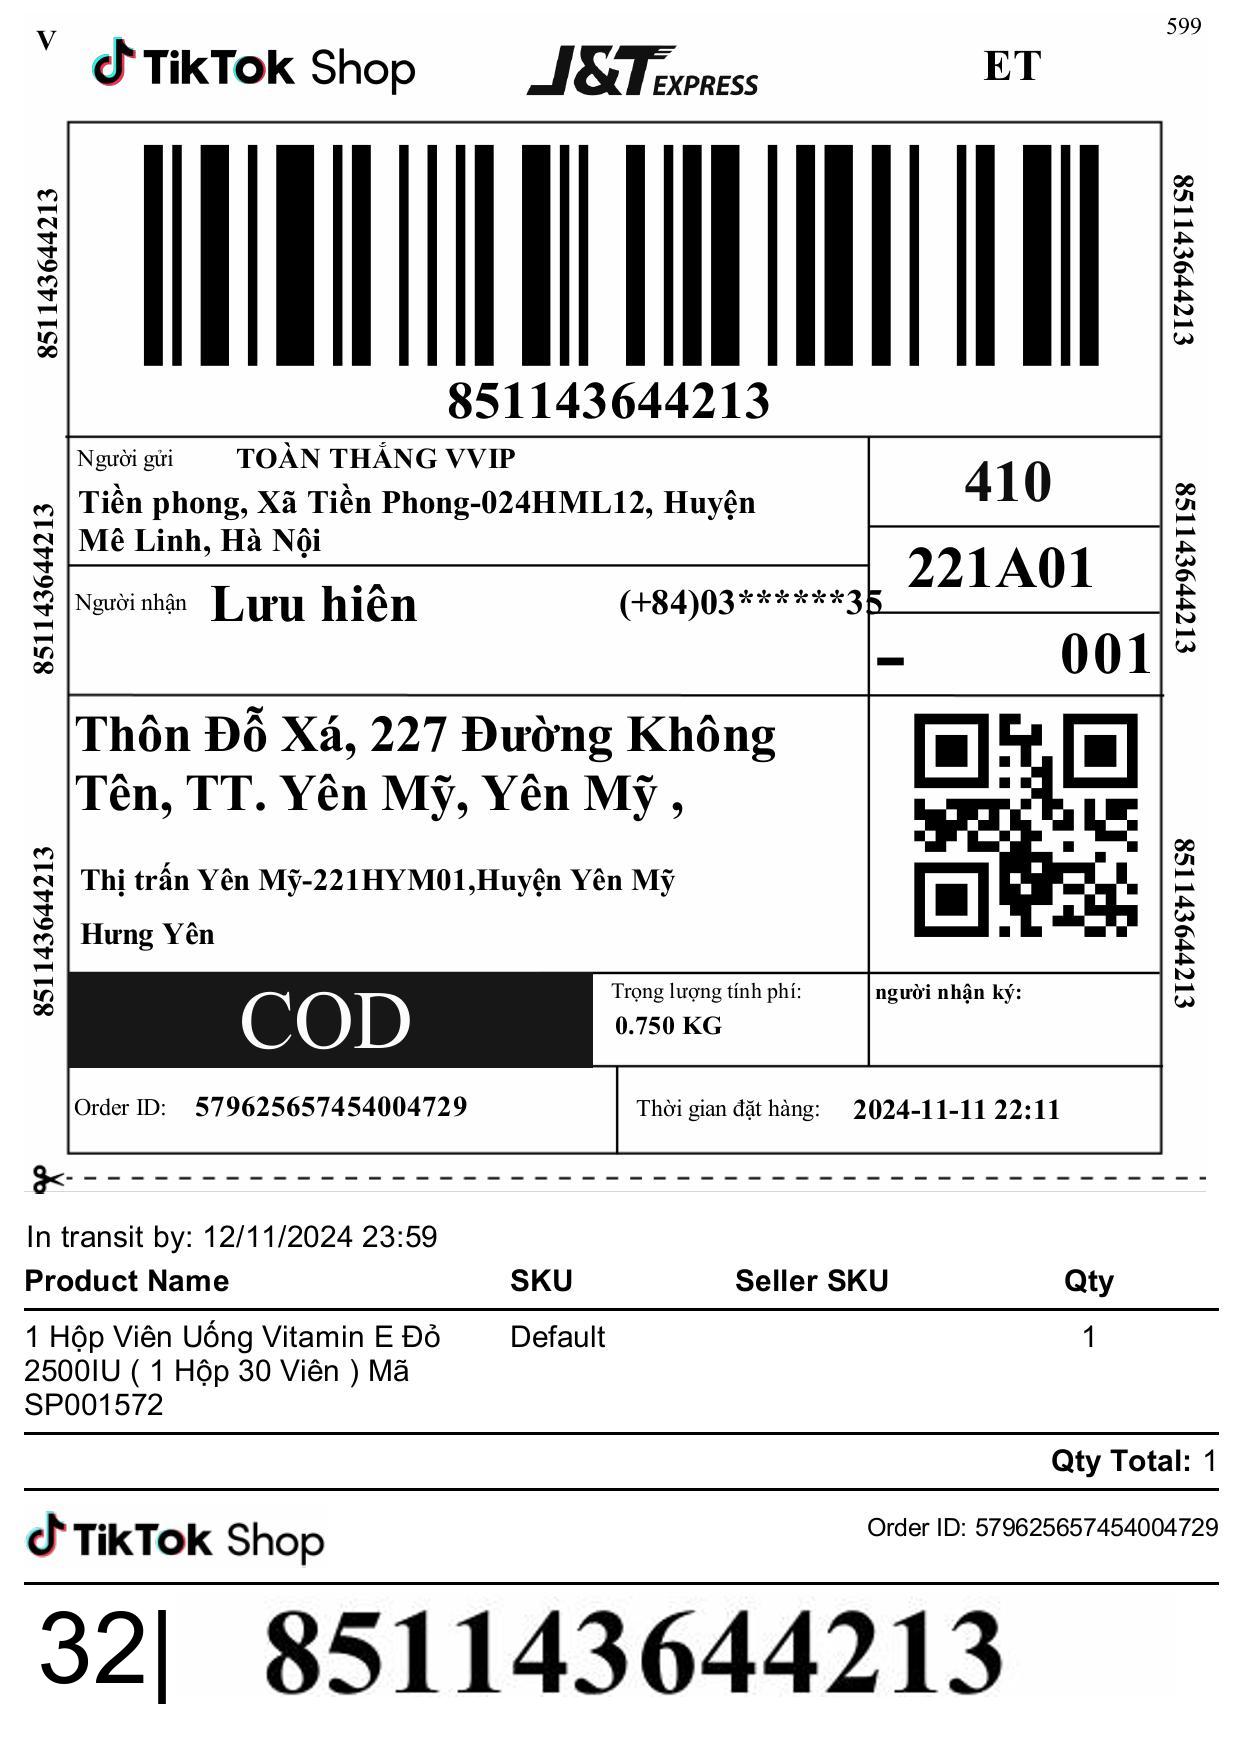 599
V
TikTok Shop
J&T EXPRESS
ET
851143644213
851143644213
851143644213
Người gửi TOÀN THẮNG VVIP
Tiền phong, Xã Tiền Phong-024HML12, Huyện
Mê Linh, Hà Nội
410
221A01
Người nhận Lưu hiên (+84)03******35
- 001
851143644213
851143644213
Thôn Đỗ Xá, 227 Đường Không
Tên, TT. Yên Mỹ, Yên Mỹ ,
Thị trấn Yên Mỹ-221HYM01,Huyện Yên Mỹ
Hưng Yên
851143644213
851143644213
COD
Trọng lượng tính phí:
0.750 KG
người nhận ký:
Order ID: 579625657454004729
Thời gian đặt hàng: 2024-11-11 22:11
In transit by: 12/11/2024 23:59
Product Name SKU Seller SKU Qty
1 Hộp Viên Uống Vitamin E Đỏ Default 1
2500IU ( 1 Hộp 30 Viên ) Mã
SP001572
Qty Total: 1
TikTok Shop
Order ID: 579625657454004729
32| 851143644213